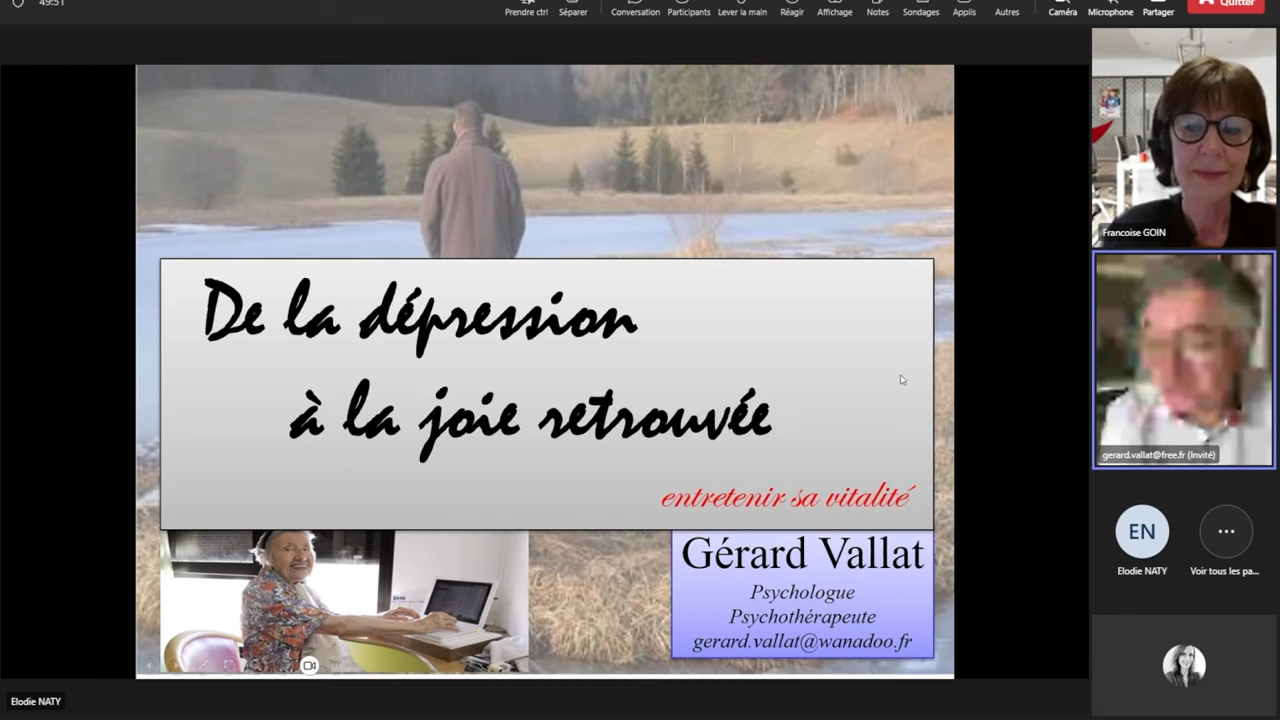 49:51
Prendre ctrl
Séparer
Conversation
Participants
Lever la main
Réagir
Affichage
Notes
Sondages
Applis
Autres
Caméra
Microphone
Partager
Quitter
De la dépression
à la joie retrouvée
entretenir sa vitalité
Gérard Vallat
Psychologue
Psychothérapeute
gerard.vallat@wanadoo.fr
Francoise GOIN
gerard.vallat@free.fr (Invité)
EN
Elodie NATY
Voir tous les pa...
Elodie NATY